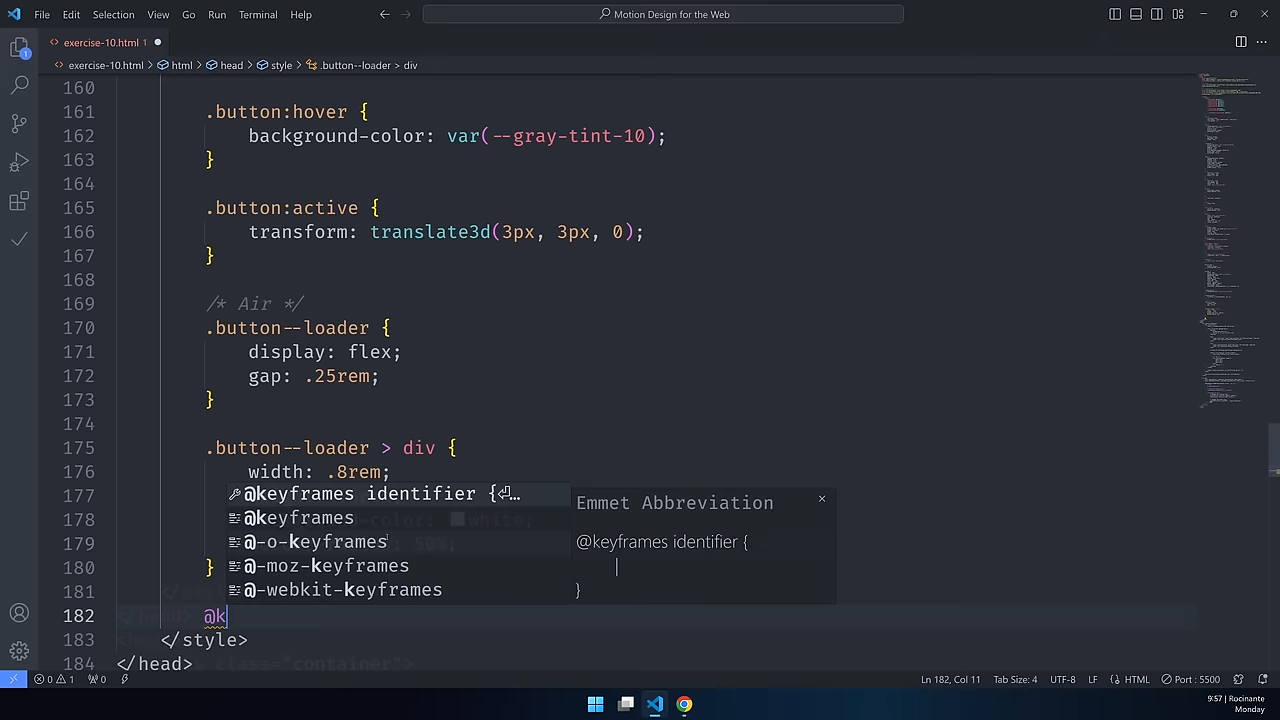 File Edit Selection View Go Run Terminal Help
Motion Design for the Web
exercise-10.html 1
exercise-10.html > html > head > style > .button--loader > div
1
160
161 .button:hover {
162 background-color: var(--gray-tint-10);
163 }
164
165 .button:active {
166 transform: translate3d(3px, 3px, 0);
167 }
168
169 /* Air */
170 .button--loader {
171 display: flex;
172 gap: .25rem;
173 }
174
175 .button--loader > div {
176 width: .8rem;
177
178 color: white;
179 50%;
180 }
181
182 @k
183 </style>
184 </head>
class="container">
@keyframes identifier {⏎…
@keyframes
@-o-keyframes
@-moz-keyframes
@-webkit-keyframes
Emmet Abbreviation
@keyframes identifier {
|
}
0 1 0
Ln 182, Col 11 Tab Size: 4 UTF-8 LF HTML Port : 5500
9:57 | Rocinante
Monday